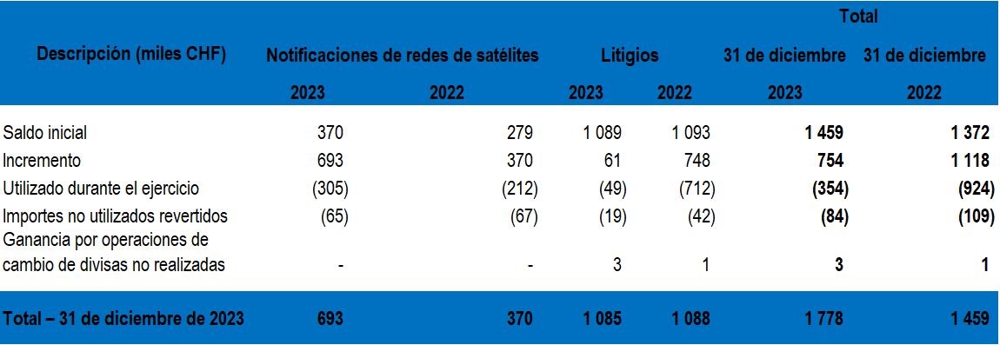 Total
Descripción (miles CHF) Notificaciones de redes de satélites Litigios 31 de diciembre 31 de diciembre
2023 2022 2023 2022 2023 2022
Saldo inicial 370 279 1 089 1 093 1 459 1 372
Incremento 693 370 61 748 754 1 118
Utilizado durante el ejercicio (305) (212) (49) (712) (354) (924)
Importes no utilizados revertidos (65) (67) (19) (42) (84) (109)
Ganancia por operaciones de
cambio de divisas no realizadas - - 3 1 3 1
Total – 31 de diciembre de 2023 693 370 1 085 1 088 1 778 1 459